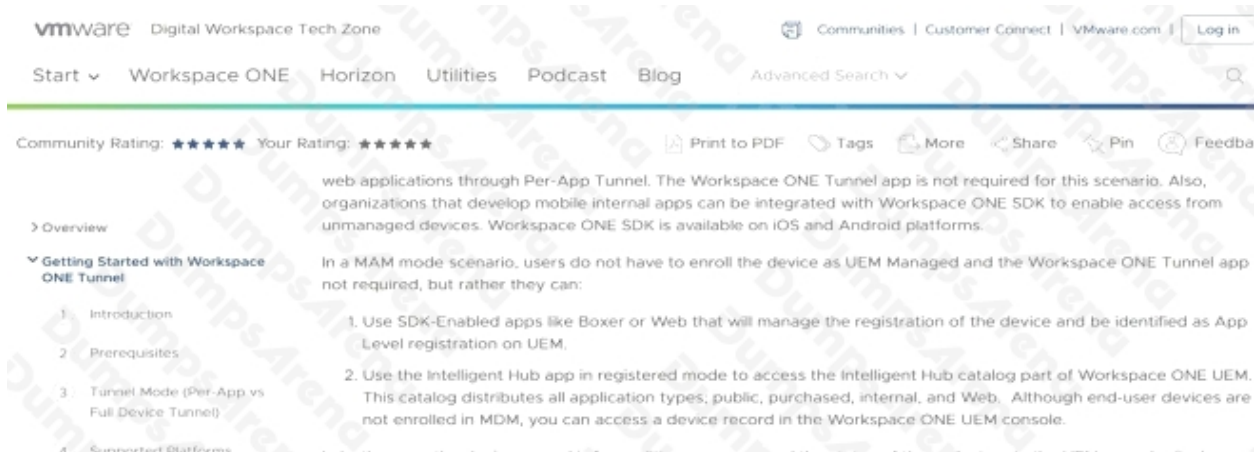 vmware Digital Workspace Tech Zone
Communities | Customer Connect | VMware.com | Log in
Start Workspace ONE Horizon Utilities Podcast Blog Advanced Search
Community Rating: ★★★★★ Your Rating: ★★★★★
Print to PDF Tags More Share Pin Feedba
web applications through Per-App Tunnel. The Workspace ONE Tunnel app is not required for this scenario. Also,
organizations that develop mobile internal apps can be integrated with Workspace ONE SDK to enable access from
unmanaged devices. Workspace ONE SDK is available on iOS and Android platforms.
In a MAM mode scenario, users do not have to enroll the device as UEM Managed and the Workspace ONE Tunnel app
not required, but rather they can:
1. Use SDK-Enabled apps like Boxer or Web that will manage the registration of the device and be identified as App
Level registration on UEM.
2. Use the Intelligent Hub app in registered mode to access the Intelligent Hub catalog part of Workspace ONE UEM.
This catalog distributes all application types, public, purchased, internal, and Web. Although end-user devices are
not enrolled in MDM, you can access a device record in the Workspace ONE UEM console.
Overview
Getting Started with Workspace
ONE Tunnel
1. Introduction
2. Prerequisites
3. Tunnel Mode (Per-App vs
Full Device Tunnel)
4. Supported Platforms
DumpsArena